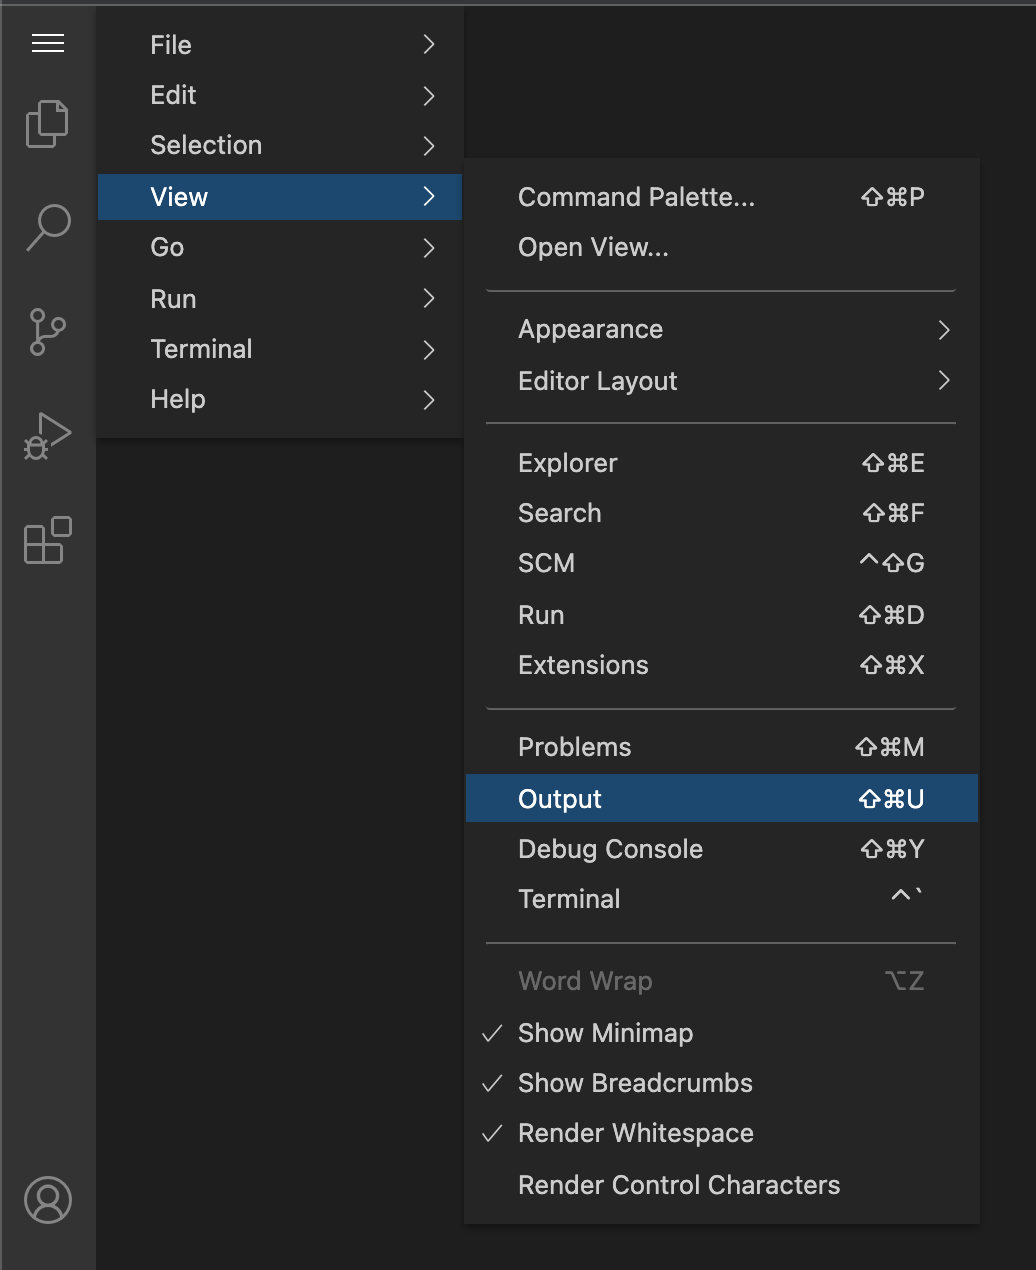 File
Edit
Selection
View
Go
Run
Terminal
Help
Command Palette... ⇧⌘P
Open View...
Appearance
Editor Layout
Explorer ⇧⌘E
Search ⇧⌘F
SCM ^⇧G
Run ⇧⌘D
Extensions ⇧⌘X
Problems ⇧⌘M
Output ⇧⌘U
Debug Console ⇧⌘Y
Terminal ^`
Word Wrap ⌥Z
✓ Show Minimap
✓ Show Breadcrumbs
✓ Render Whitespace
Render Control Characters